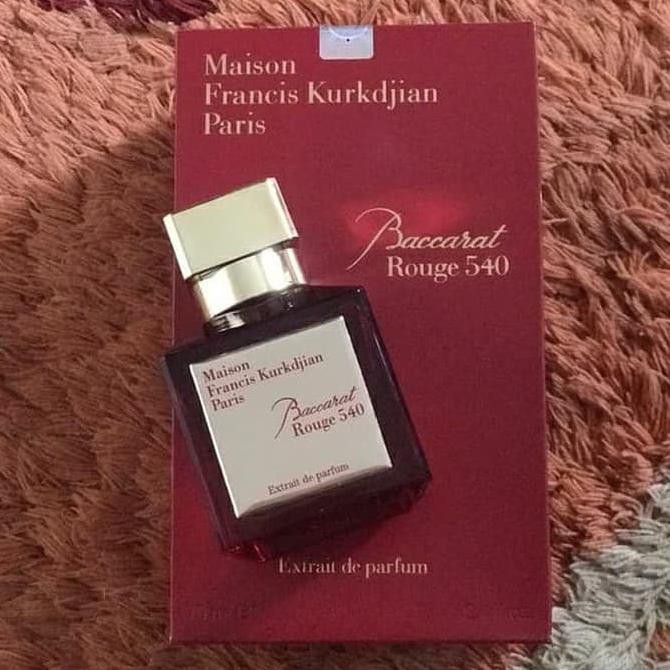 Maison
Francis Kurkdjian
Paris
Baccarat
Rouge 540
Maison
Francis Kurkdjian
Paris
Baccarat
Rouge 540
Extrait de parfum
Extrait de parfum